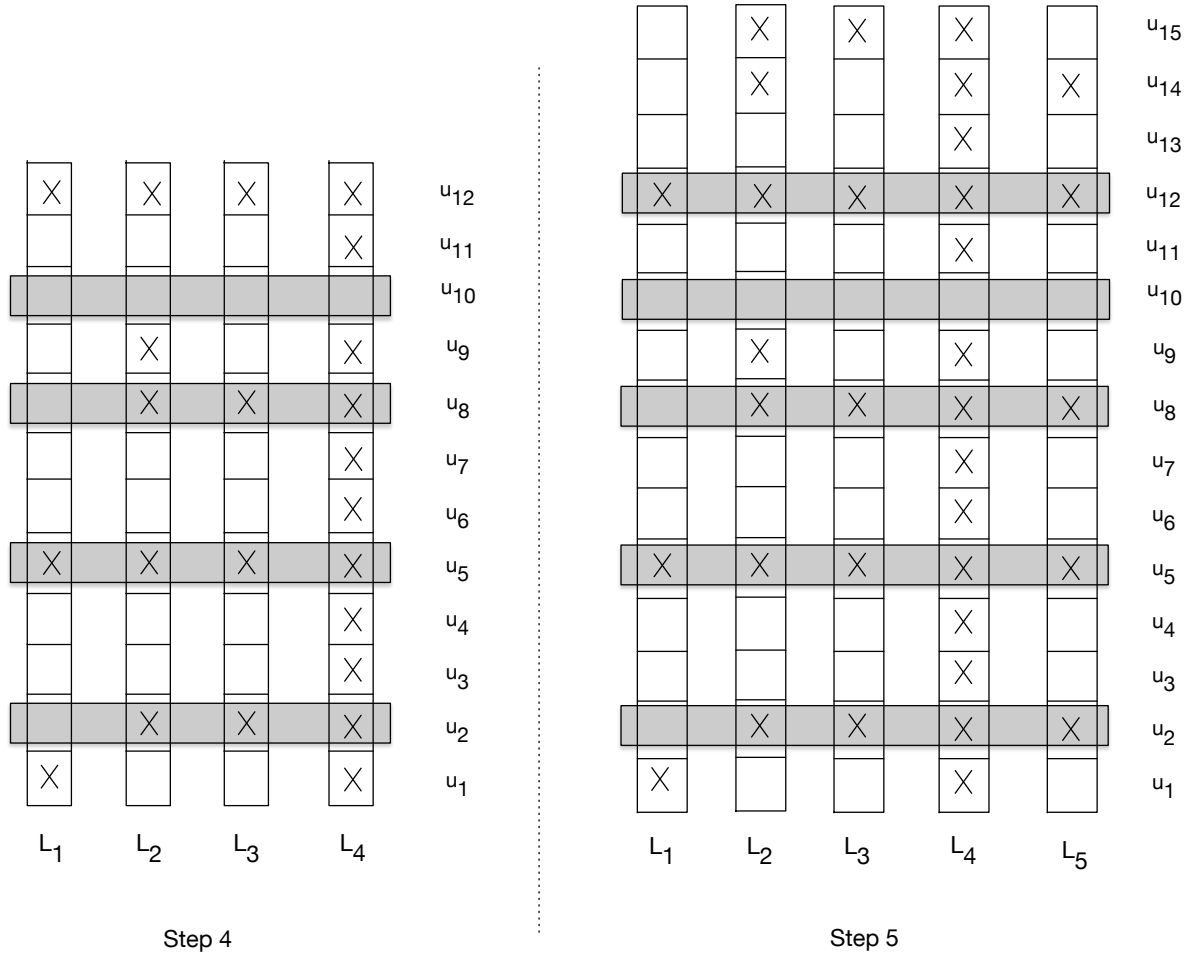 u15
u14
u13
u12 u12
u11 u11
u10 u10
u9 u9
u8 u8
u7 u7
u6 u6
u5 u5
u4 u4
u3 u3
u2 u2
u1 u1
L1 L2 L3 L4 L1 L2 L3 L4 L5
Step 4 Step 5